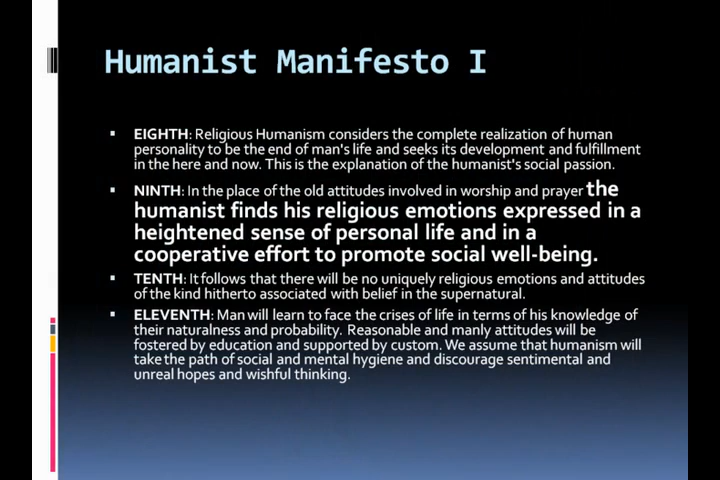 Humanist Manifesto I
▪ EIGHTH: Religious Humanism considers the complete realization of human
personality to be the end of man's life and seeks its development and fulfillment
in the here and now. This is the explanation of the humanist's social passion.
▪ NINTH: In the place of the old attitudes involved in worship and prayer the
humanist finds his religious emotions expressed in a
heightened sense of personal life and in a
cooperative effort to promote social well-being.
▪ TENTH: It follows that there will be no uniquely religious emotions and attitudes
of the kind hitherto associated with belief in the supernatural.
▪ ELEVENTH: Man will learn to face the crises of life in terms of his knowledge of
their naturalness and probability. Reasonable and manly attitudes will be
fostered by education and supported by custom. We assume that humanism will
take the path of social and mental hygiene and discourage sentimental and
unreal hopes and wishful thinking.